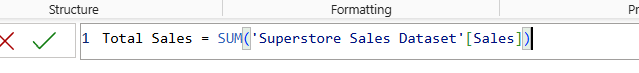 Structure Formatting
1 Total Sales = SUM('Superstore Sales Dataset'[Sales])